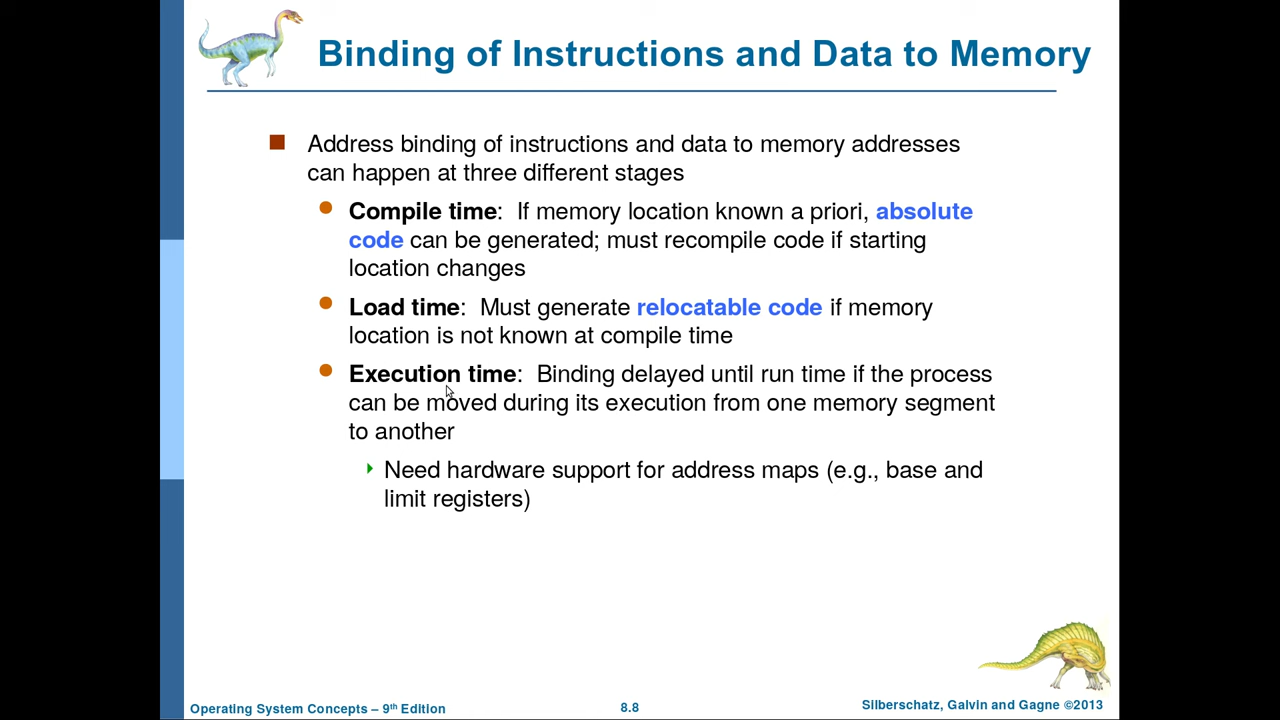 Binding of Instructions and Data to Memory
Address binding of instructions and data to memory addresses
can happen at three different stages
Compile time:  If memory location known a priori, absolute
code can be generated; must recompile code if starting
location changes
Load time:  Must generate relocatable code if memory
location is not known at compile time
Execution time:  Binding delayed until run time if the process
can be moved during its execution from one memory segment
to another
Need hardware support for address maps (e.g., base and
limit registers)
Operating System Concepts – 9th Edition
8.8
Silberschatz, Galvin and Gagne ©2013